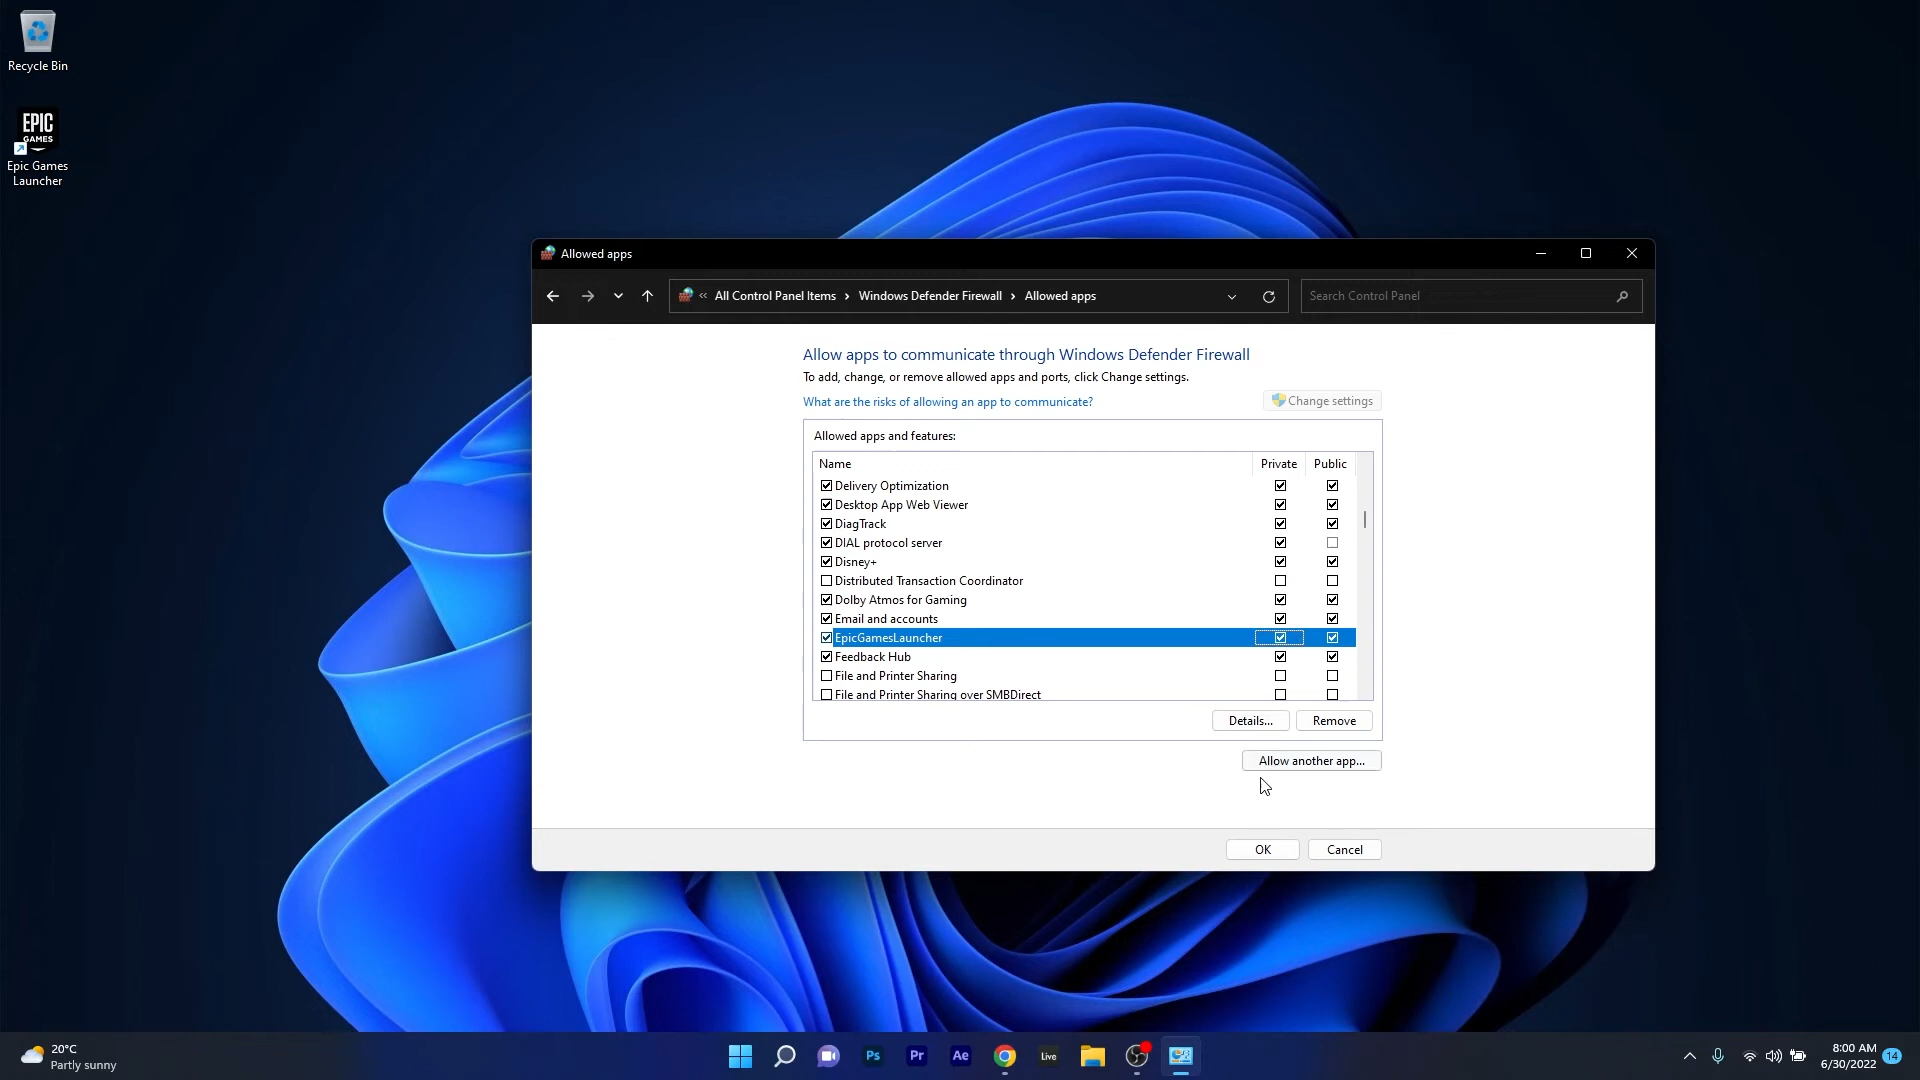 Recycle Bin
EPIC
GAMES
Epic Games
Launcher
Allowed apps
« All Control Panel Items › Windows Defender Firewall › Allowed apps
Search Control Panel
Allow apps to communicate through Windows Defender Firewall
To add, change, or remove allowed apps and ports, click Change settings.
What are the risks of allowing an app to communicate?
Change settings
Allowed apps and features:
Name Private Public
Delivery Optimization
Desktop App Web Viewer
DiagTrack
DIAL protocol server
Disney+
Distributed Transaction Coordinator
Dolby Atmos for Gaming
Email and accounts
EpicGamesLauncher
Feedback Hub
File and Printer Sharing
File and Printer Sharing over SMBDirect
Details... Remove
Allow another app...
OK Cancel
20°C
Partly sunny
Ps Pr Ae Live
8:00 AM
6/30/2022
14